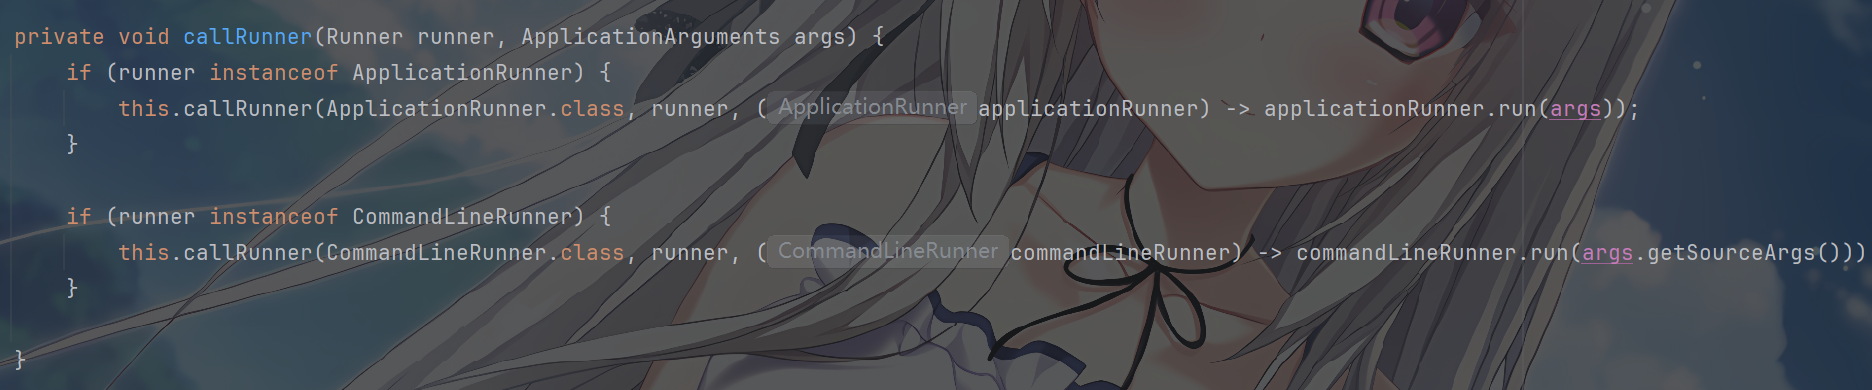 private void callRunner(Runner runner, ApplicationArguments args) {
if (runner instanceof ApplicationRunner) {
this.callRunner(ApplicationRunner.class, runner, ( ApplicationRunner applicationRunner) -> applicationRunner.run(args));
}
if (runner instanceof CommandLineRunner) {
this.callRunner(CommandLineRunner.class, runner, ( CommandLineRunner commandLineRunner) -> commandLineRunner.run(args.getSourceArgs()))
}
}